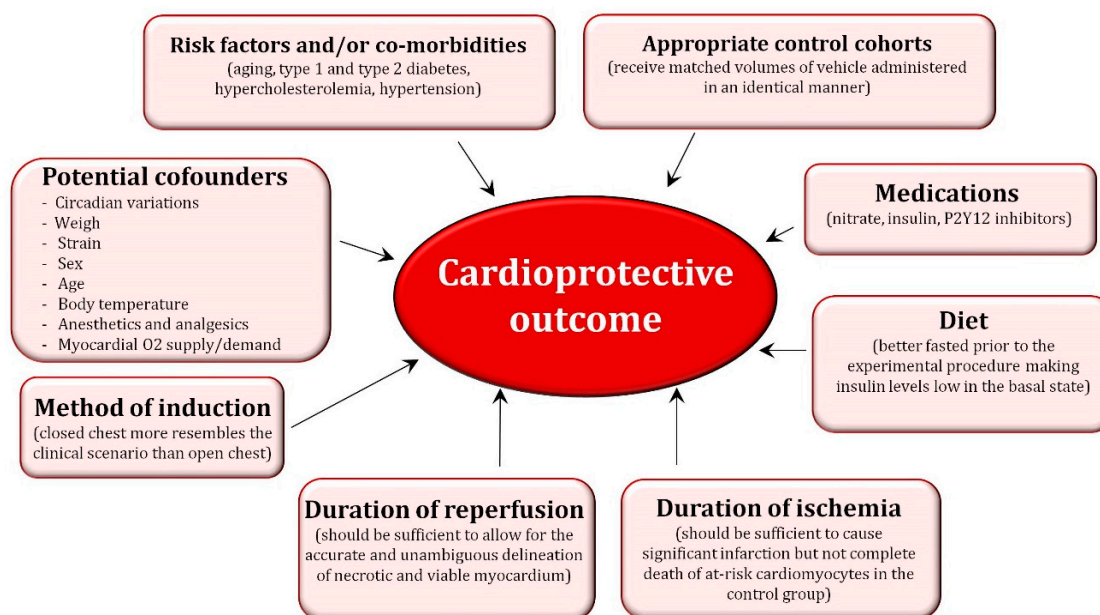 Risk factors and/or co-morbidities
(aging, type 1 and type 2 diabetes,
hypercholesterolemia, hypertension)
Appropriate control cohorts
(receive matched volumes of vehicle administered
in an identical manner)
Potential cofounders
- Circadian variations
- Weigh
- Strain
- Sex
- Age
- Body temperature
- Anesthetics and analgesics
- Myocardial O2 supply/demand
Medications
(nitrate, insulin, P2Y12 inhibitors)
Cardioprotective
outcome
Diet
(better fasted prior to the
experimental procedure making
insulin levels low in the basal state)
Method of induction
(closed chest more resembles the
clinical scenario than open chest)
Duration of reperfusion
(should be sufficient to allow for the
accurate and unambiguous delineation
of necrotic and viable myocardium)
Duration of ischemia
(should be sufficient to cause
significant infarction but not complete
death of at-risk cardiomyocytes in the
control group)